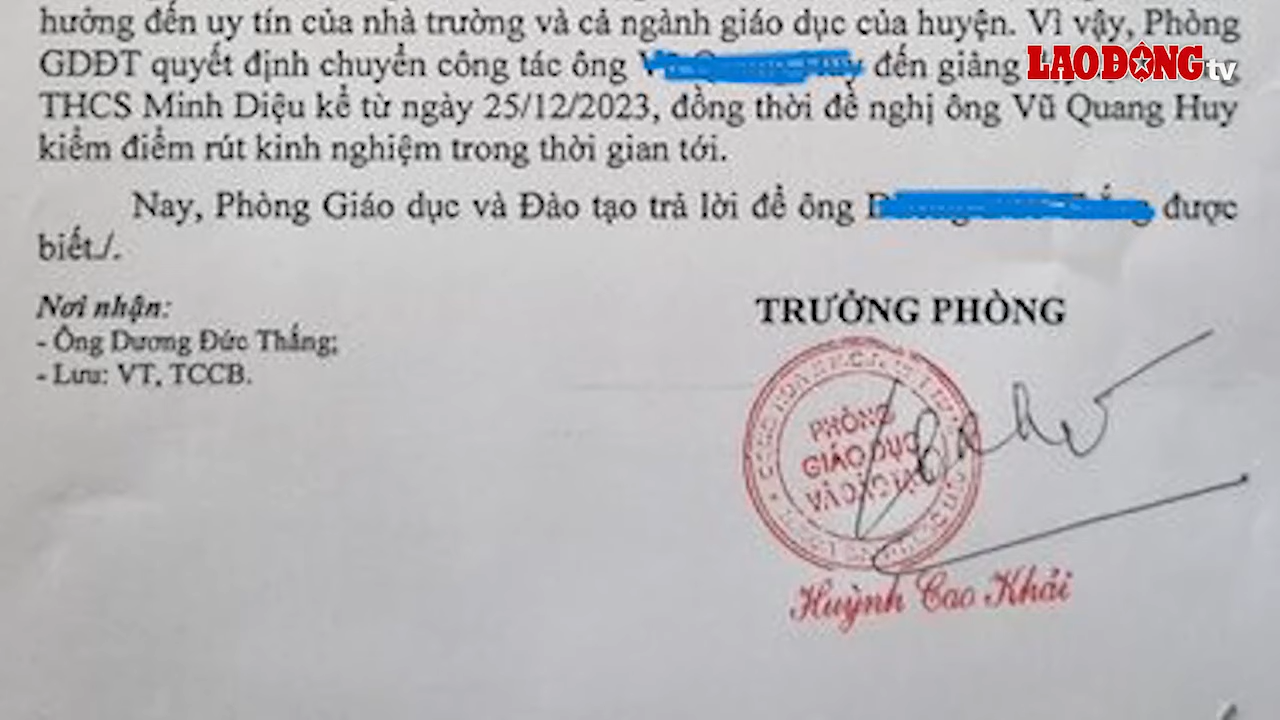 hưởng đến uy tín của nhà trường và cả ngành giáo dục của huyện. Vì vậy, Phòng
GDĐT quyết định chuyển công tác ông đến giảng
LAO ĐỘNG tv
THCS Minh Diệu kể từ ngày 25/12/2023, đồng thời đề nghị ông Vũ Quang Huy
kiểm điểm rút kinh nghiệm trong thời gian tới.
Nay, Phòng Giáo dục và Đào tạo trả lời để ông được
biết./.
Nơi nhận:
- Ông Dương Đức Thắng;
- Lưu: VT, TCCB.
TRƯỞNG PHÒNG
PHÒNG
GIÁO DỤC
VÀ ĐÀO TẠO
Huỳnh Cao Khải